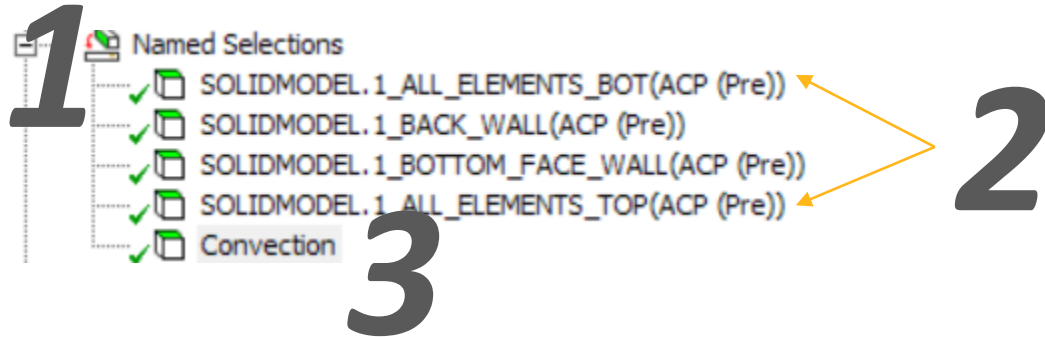 1
Named Selections
SOLIDMODEL.1_ALL_ELEMENTS_BOT(ACP (Pre))
SOLIDMODEL.1_BACK_WALL(ACP (Pre))
2
SOLIDMODEL.1_BOTTOM_FACE_WALL(ACP (Pre))
SOLIDMODEL.1_ALL_ELEMENTS_TOP(ACP (Pre))
Convection
3